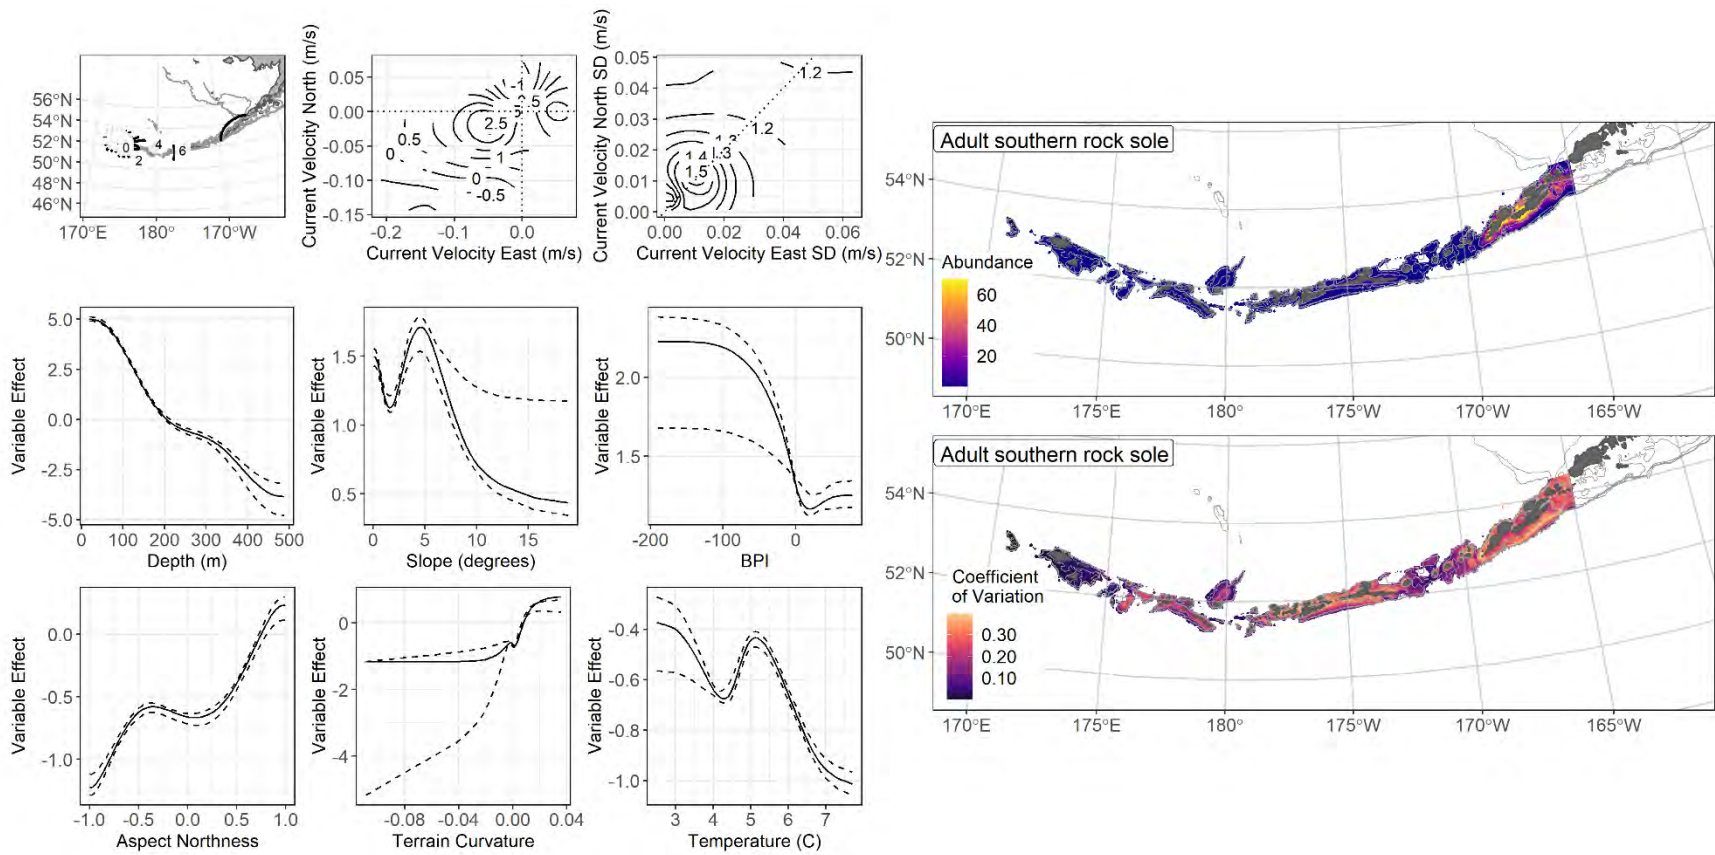 Current Velocity North (m/s)
Current Velocity North SD (m/s)
56°N
54°N
52°N
50°N
48°N
46°N
0
2
4
6
170°E
180°
170°W
0.05
0.00
-0.05
-0.10
-0.15
0.5
0
2.5
-1
5
.5
1
0
-0.5
-0.2
-0.1
0.0
Current Velocity East (m/s)
0.05
0.04
0.03
0.02
0.01
0.00
1.2
1.2
1.3
1.3
1.4
1.5
0.00
0.02
0.04
0.06
Current Velocity East SD (m/s)
Variable Effect
5.0
2.5
0.0
-2.5
-5.0
0 100 200 300 400 500
Depth (m)
Variable Effect
1.5
1.0
0.5
0 5 10 15
Slope (degrees)
Variable Effect
2.0
1.5
-200 -100 0
BPI
Variable Effect
0.0
-0.5
-1.0
-1.0 -0.5 0.0 0.5 1.0
Aspect Northness
Variable Effect
0
-2
-4
-0.08 -0.04 0.00 0.04
Terrain Curvature
Variable Effect
-0.4
-0.6
-0.8
-1.0
3 4 5 6 7
Temperature (C)
Adult southern rock sole
54°N
52°N
50°N
Abundance
60
40
20
170°E 175°E 180° 175°W 170°W 165°W
Adult southern rock sole
54°N
52°N
50°N
Coefficient
of Variation
0.30
0.20
0.10
170°E 175°E 180° 175°W 170°W 165°W